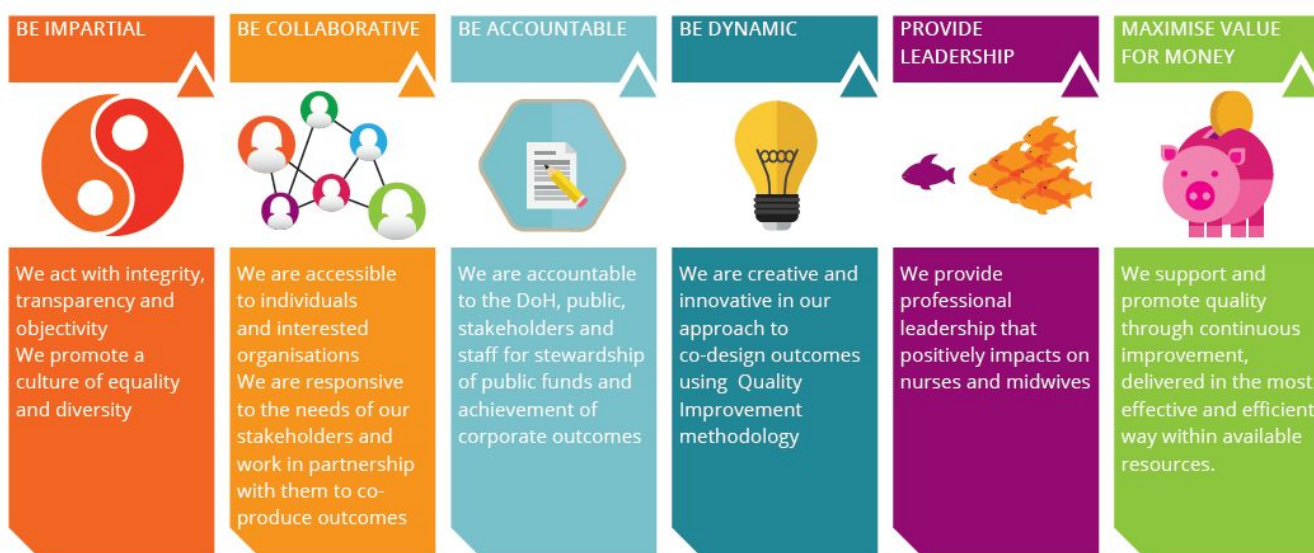 BE IMPARTIAL
BE COLLABORATIVE
BE ACCOUNTABLE
BE DYNAMIC
PROVIDE
LEADERSHIP
MAXIMISE VALUE
FOR MONEY
We act with integrity,
transparency and
objectivity
We promote a
culture of equality
and diversity
We are accessible
to individuals
and interested
organisations
We are responsive
to the needs of our
stakeholders and
work in partnership
with them to co-
produce outcomes
We are accountable
to the DoH, public,
stakeholders and
staff for stewardship
of public funds and
achievement of
corporate outcomes
We are creative and
innovative in our
approach to
co-design outcomes
using Quality
Improvement
methodology
We provide
professional
leadership that
positively impacts on
nurses and midwives
We support and
promote quality
through continuous
improvement,
delivered in the most
effective and efficient
way within available
resources.